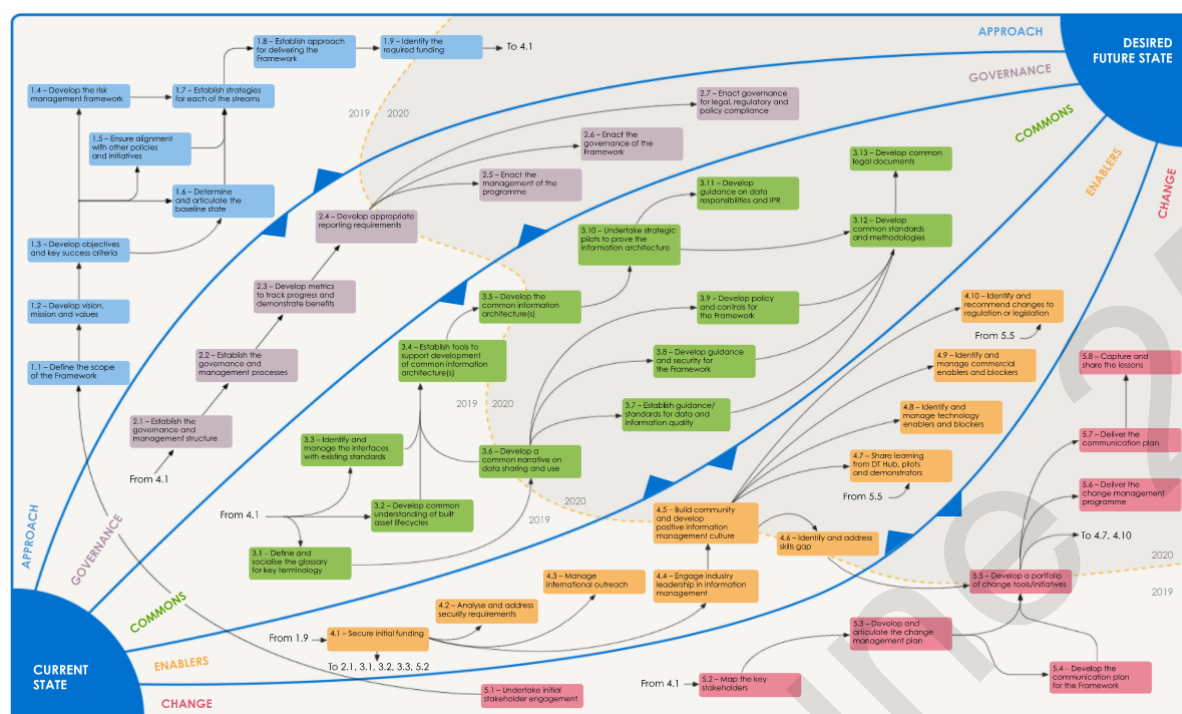 APPROACH
GOVERNANCE
COMMONS
ENABLERS
CHANGE
DESIRED
FUTURE STATE
1.8 – Establish approach
for delivering the
Framework
1.9 – Identify the
required funding
To 4.1
1.4 – Develop the risk
management framework
1.7 – Establish strategies
for each of the streams
1.5 – Ensure alignment
with other policies
and initiatives
1.6 – Determine
and articulate the
baseline state
1.3 – Develop objectives
and key success criteria
1.2 – Develop vision,
mission and values
1.1 – Define the scope
of the Framework
2019
2020
2.7 – Enact governance
for legal, regulatory and
policy compliance
2.6 – Enact the
governance of the
Framework
2.5 – Enact the
management of the
programme
2.4 – Develop appropriate
reporting requirements
2.3 – Develop metrics
to track progress and
demonstrate benefits
2.2 – Establish the
governance and
management processes
2.1 – Establish the
governance and
management structure
From 4.1
3.13 – Develop common
legal documents
3.11 – Develop
guidance on data
responsibilities and IPR
3.12 – Develop
common standards
and methodologies
3.10 – Undertake strategic
pilots to prove the
information architecture
3.5 – Develop the
common information
architecture(s)
3.9 – Develop policy
and controls for
the Framework
3.4 – Establish tools to
support development
of common information
architecture(s)
3.8 – Develop guidance
and security for
the Framework
2019
2020
3.7 – Establish guidance/
standards for data and
information quality
3.3 – Identify and
manage the interfaces
with existing standards
3.6 – Develop a
common narrative on
data sharing and use
3.2 – Develop common
understanding of built
asset lifecycles
From 4.1
3.1 – Define and
socialise the glossary
for key terminology
2020
2019
4.10 – Identify and
recommend changes to
regulation or legislation
From 5.5
4.9 – Identify and
manage commercial
enablers and blockers
4.8 – Identify and
manage technology
enablers and blockers
4.7 – Share learning
from DT Hub, pilots
and demonstrators
From 5.5
4.5 – Build community
and develop
positive information
management culture
4.6 – Identify and address
skills gap
4.3 – Manage
international outreach
4.4 – Engage industry
leadership in information
management
4.2 – Analyse and address
security requirements
From 1.9
4.1 – Secure initial funding
To 2.1, 3.1, 3.2, 3.3, 5.2
5.8 – Capture and
share the lessons
5.7 – Deliver the
communication plan
5.6 – Deliver the
change management
programme
To 4.7, 4.10
2020
2019
5.5 – Develop a portfolio
of change tools/initiatives
5.3 – Develop and
articulate the change
management plan
5.4 – Develop the
communication plan
for the Framework
From 4.1
5.2 – Map the key
stakeholders
5.1 – Undertake initial
stakeholder engagement
APPROACH
GOVERNANCE
COMMONS
ENABLERS
CHANGE
CURRENT
STATE